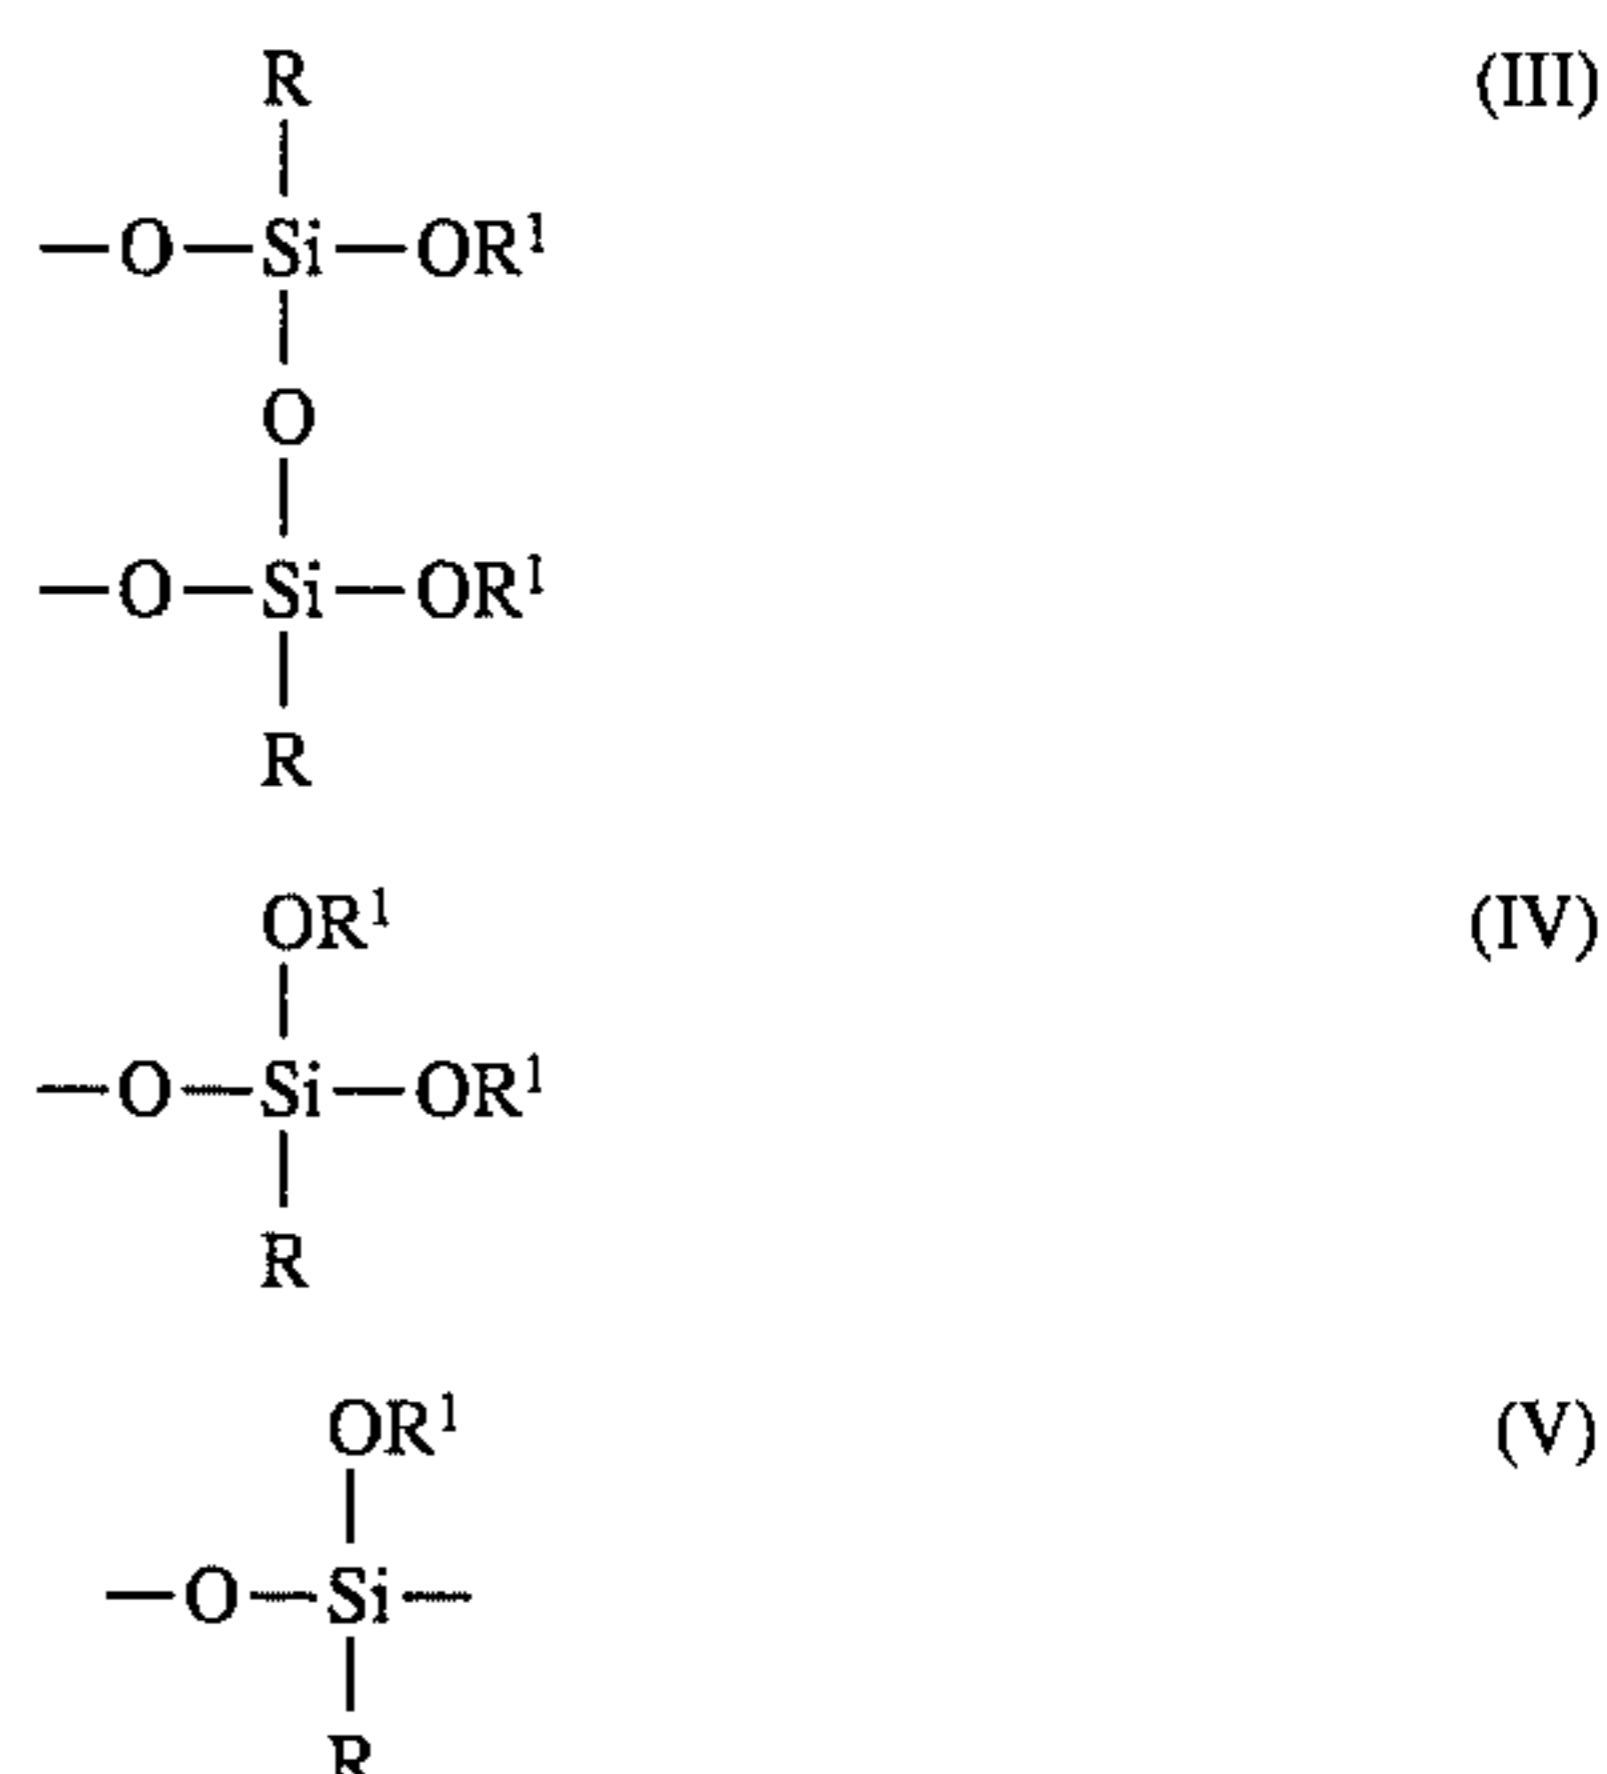 R (III)
—O—Si—OR¹
O
—O—Si—OR¹
R
OR¹ (IV)
—O—Si—OR¹
R
OR¹ (V)
—O—Si—
R